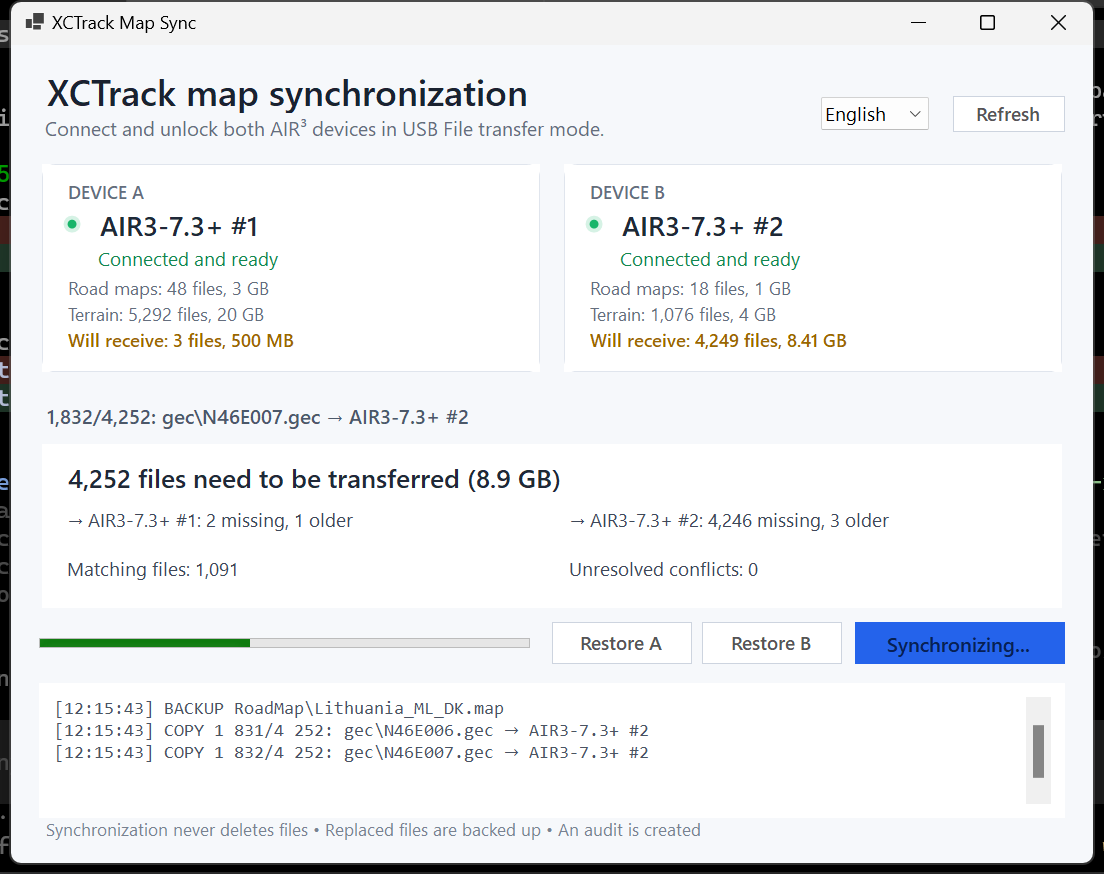 XCTrack Map Sync
XCTrack map synchronization
Connect and unlock both AIR³ devices in USB File transfer mode.
English
Refresh
DEVICE A
AIR3-7.3+ #1
Connected and ready
Road maps: 48 files, 3 GB
Terrain: 5,292 files, 20 GB
Will receive: 3 files, 500 MB
DEVICE B
AIR3-7.3+ #2
Connected and ready
Road maps: 18 files, 1 GB
Terrain: 1,076 files, 4 GB
Will receive: 4,249 files, 8.41 GB
1,832/4,252: gec\N46E007.gec → AIR3-7.3+ #2
4,252 files need to be transferred (8.9 GB)
→ AIR3-7.3+ #1: 2 missing, 1 older
→ AIR3-7.3+ #2: 4,246 missing, 3 older
Matching files: 1,091
Unresolved conflicts: 0
Restore A
Restore B
Synchronizing...
[12:15:43] BACKUP RoadMap\Lithuania_ML_DK.map
[12:15:43] COPY 1 831/4 252: gec\N46E006.gec → AIR3-7.3+ #2
[12:15:43] COPY 1 832/4 252: gec\N46E007.gec → AIR3-7.3+ #2
Synchronization never deletes files • Replaced files are backed up • An audit is created